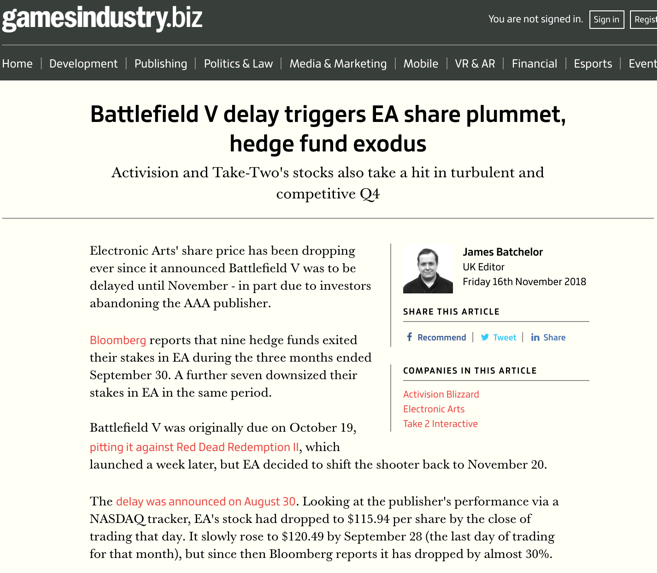 gamesindustry.biz
You are not signed in. Sign in
Home | Development | Publishing | Politics & Law | Media & Marketing | Mobile | VR & AR | Financial | Esports |
Battlefield V delay triggers EA share plummet,
hedge fund exodus
Activision and Take-Two's stocks also take a hit in turbulent and
competitive Q4
Electronic Arts' share price has been dropping
ever since it announced Battlefield V was to be
delayed until November - in part due to investors
abandoning the AAA publisher.
Bloomberg reports that nine hedge funds exited
their stakes in EA during the three months ended
September 30. A further seven downsized their
stakes in EA in the same period.
Battlefield V was originally due on October 19,
pitting it against Red Dead Redemption II, which
launched a week later, but EA decided to shift the shooter back to November 20.
The delay was announced on August 30. Looking at the publisher's performance via a
NASDAQ tracker, EA's stock had dropped to $115.94 per share by the close of
trading that day. It slowly rose to $120.49 by September 28 (the last day of trading
for that month), but since then Bloomberg reports it has dropped by almost 30%.
James Batchelor
UK Editor
Friday 16th November 2018
SHARE THIS ARTICLE
Recommend | Tweet | Share
COMPANIES IN THIS ARTICLE
Activision Blizzard
Electronic Arts
Take 2 Interactive